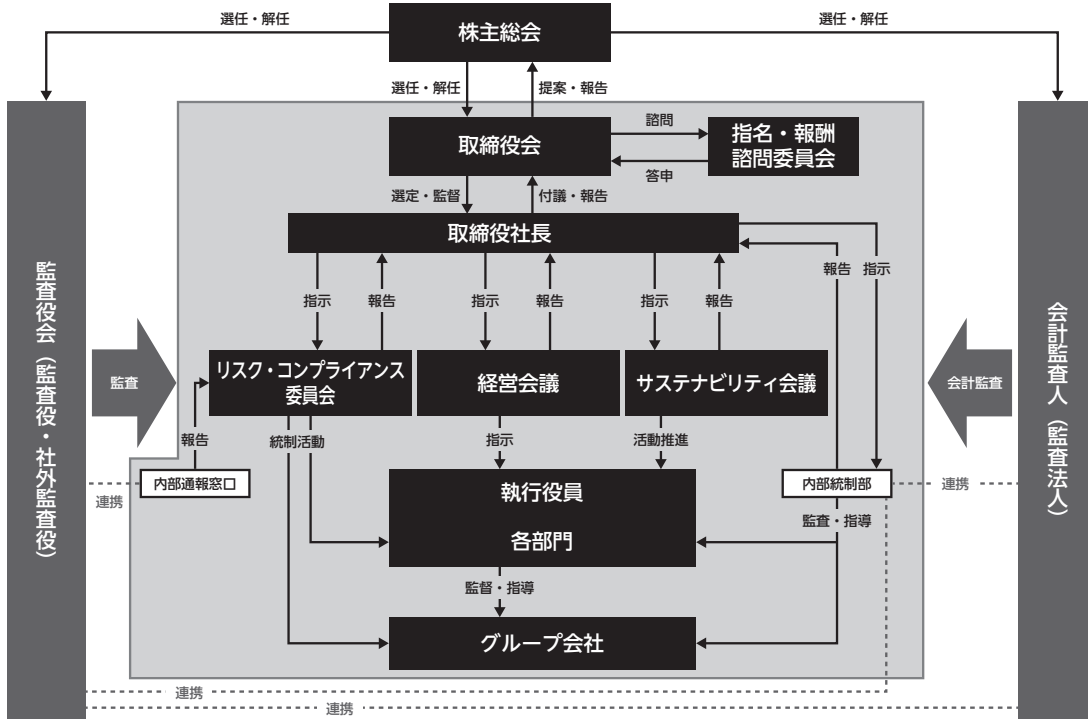 選任・解任
株主総会
選任・解任
選任・解任
提案・報告
取締役会
諮問
答申
指名・報酬
諮問委員会
選定・監督
付議・報告
取締役社長
指示
報告
指示
報告
指示
報告
報告
指示
監査役会（監査役・社外監査役）
監査
リスク・コンプライアンス
委員会
経営会議
サステナビリティ会議
会計監査
会計監査人（監査法人）
報告
統制活動
指示
活動推進
内部通報窓口
連携
執行役員
各部門
内部統制部
連携
監査・指導
監督・指導
グループ会社
連携
連携